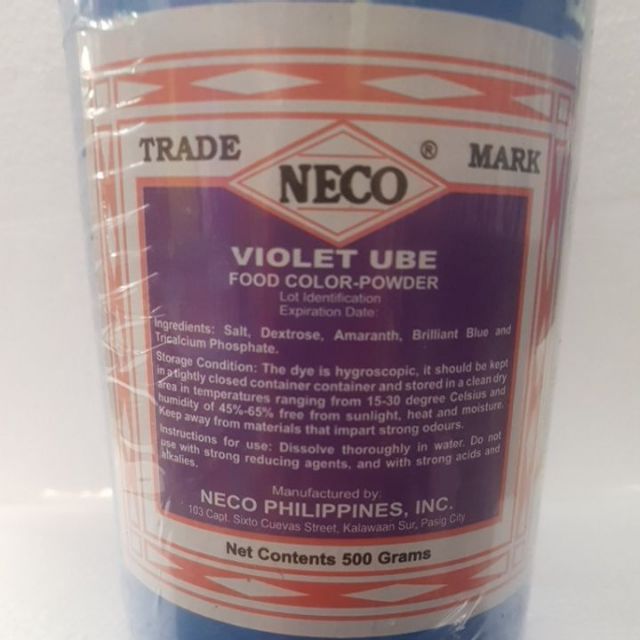 TRADE ® MARK
NECO
VIOLET UBE
FOOD COLOR-POWDER
Lot Identification
Expiration Date:
Ingredients: Salt, Dextrose, Amaranth, Brilliant Blue and
Tricalcium Phosphate.
Storage Condition: The dye is hygroscopic, it should be kept
in a tightly closed container container and stored in a clean dry
area in temperatures ranging from 15-30 degree Celsius and
humidity of 45%-65% free from sunlight, heat and moisture.
Keep away from materials that impart strong odours.
Instructions for use: Dissolve thoroughly in water. Do not
use with strong reducing agents, and with strong acids and
alkalies.
Manufactured by:
NECO PHILIPPINES, INC.
103 Capt. Sixto Cuevas Street, Kalawaan Sur, Pasig City
Net Contents 500 Grams